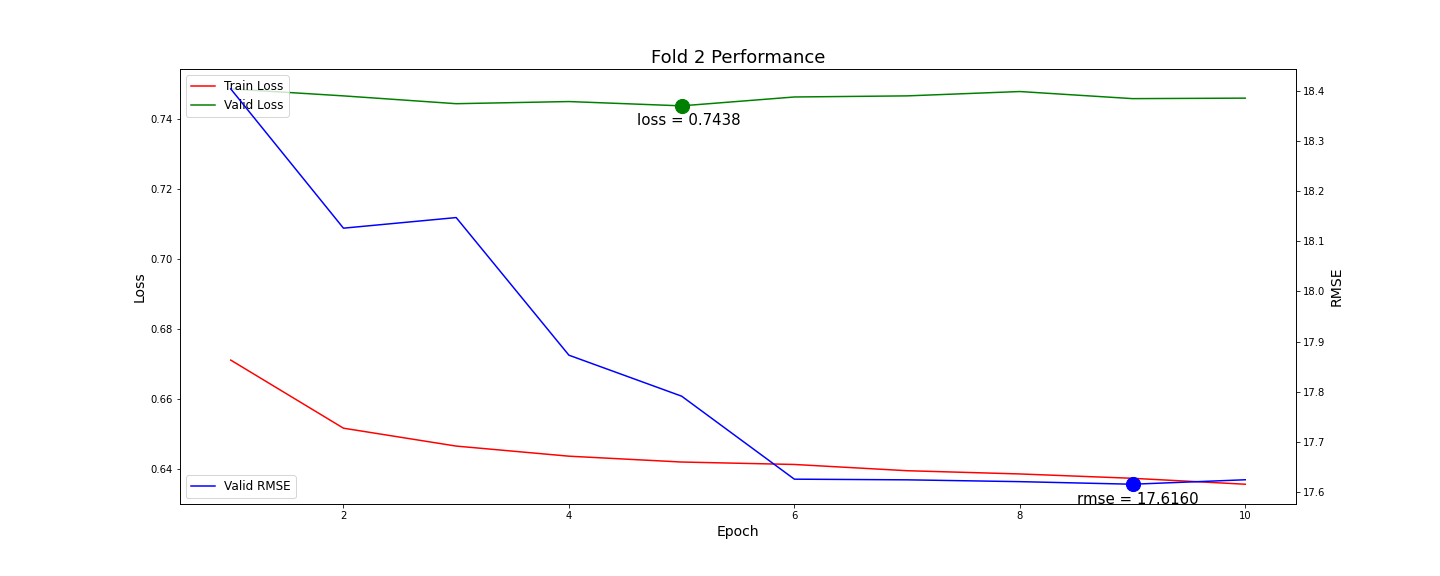 Fold 2 Performance
Train Loss
Valid Loss
loss = 0.7438
Valid RMSE
rmse = 17.6160
Loss
0.74
0.72
0.70
0.68
0.66
0.64
RMSE
18.4
18.3
18.2
18.1
18.0
17.9
17.8
17.7
17.6
2
4
6
8
10
Epoch